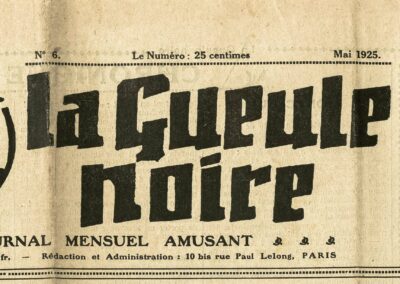 N° 6.
Le Numéro : 25 centimes
Mai 1925.
La Gueule
noire
URNAL MENSUEL AMUSANT
fr. - Rédaction et Administration : 10 bis rue Paul Lelong, PARIS